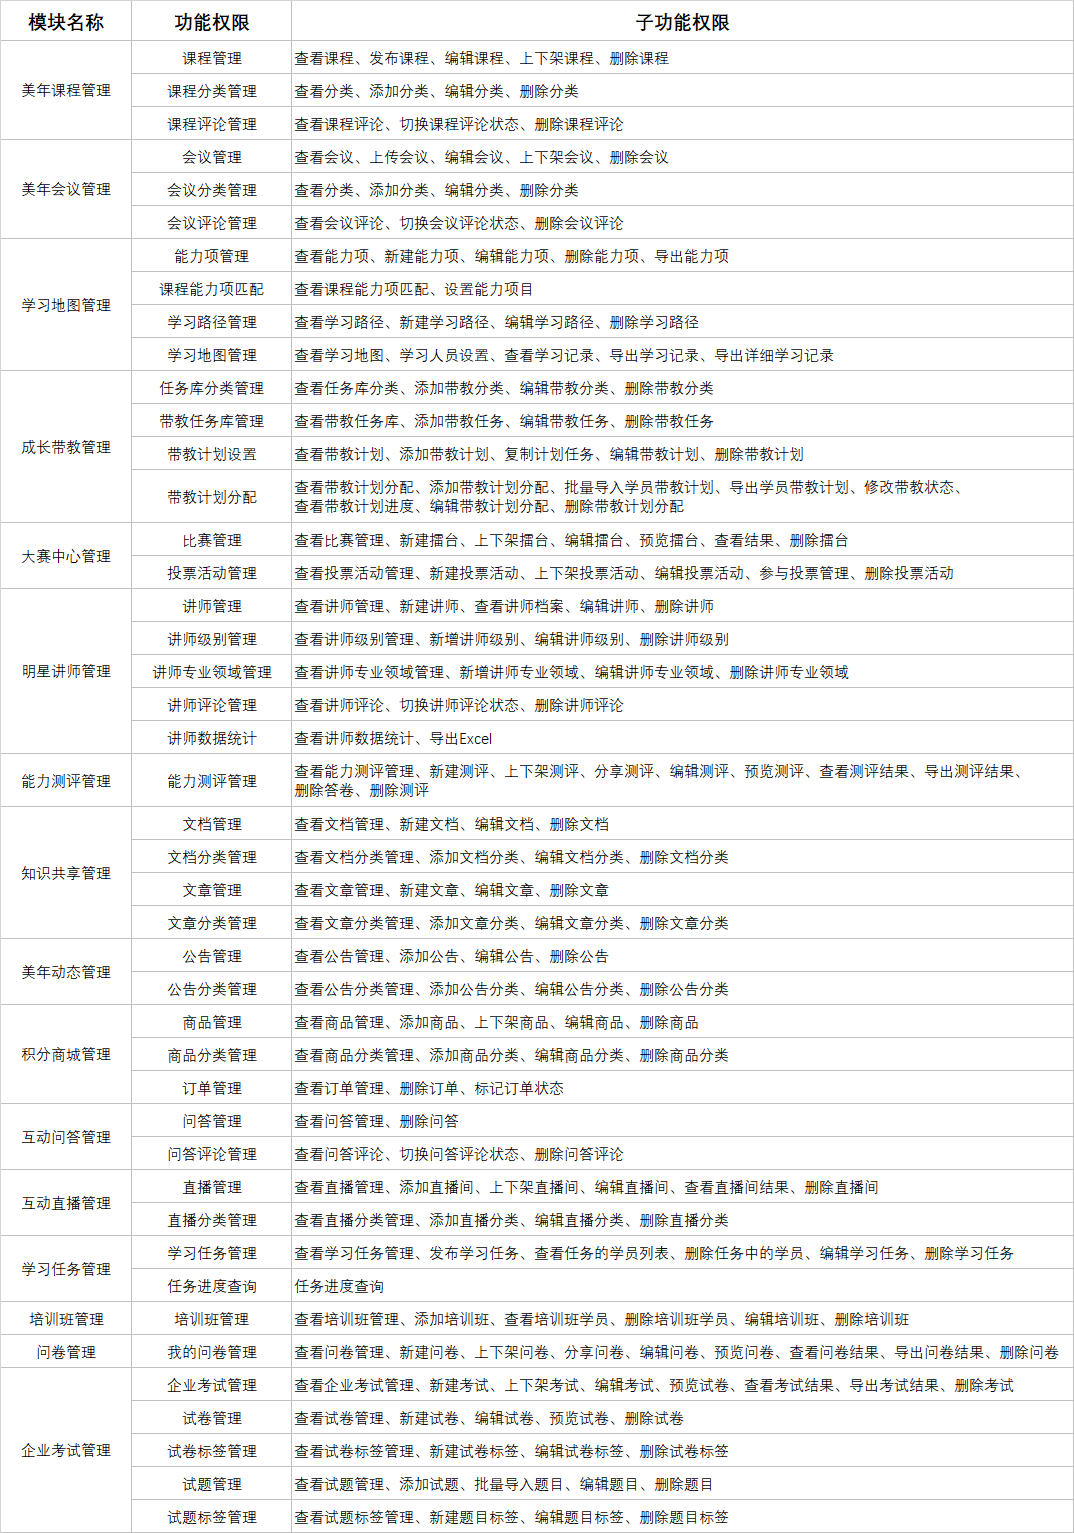 模块名称 功能权限 子功能权限
美年课程管理
课程管理 查看课程、发布课程、编辑课程、上下架课程、删除课程
课程分类管理 查看分类、添加分类、编辑分类、删除分类
课程评论管理 查看课程评论、切换课程评论状态、删除课程评论
美年会议管理
会议管理 查看会议、上传会议、编辑会议、上下架会议、删除会议
会议分类管理 查看分类、添加分类、编辑分类、删除分类
会议评论管理 查看会议评论、切换会议评论状态、删除会议评论
学习地图管理
能力项管理 查看能力项、新建能力项、编辑能力项、删除能力项、导出能力项
课程能力项匹配 查看课程能力项匹配、设置能力项目
学习路径管理 查看学习路径、新建学习路径、编辑学习路径、删除学习路径
学习地图管理 查看学习地图、学习人员设置、查看学习记录、导出学习记录、导出详细学习记录
成长带教管理
任务库分类管理 查看任务库分类、添加带教分类、编辑带教分类、删除带教分类
带教任务库管理 查看带教任务库、添加带教任务、编辑带教任务、删除带教任务
带教计划设置 查看带教计划、添加带教计划、复制计划任务、编辑带教计划、删除带教计划
带教计划分配 查看带教计划分配、添加带教计划分配、批量导入学员带教计划、导出学员带教计划、修改带教状态、
查看带教计划进度、编辑带教计划分配、删除带教计划分配
大赛中心管理
比赛管理 查看比赛管理、新建擂台、上下架擂台、编辑擂台、预览擂台、查看结果、删除擂台
投票活动管理 查看投票活动管理、新建投票活动、上下架投票活动、编辑投票活动、参与投票管理、删除投票活动
明星讲师管理
讲师管理 查看讲师管理、新建讲师、查看讲师档案、编辑讲师、删除讲师
讲师级别管理 查看讲师级别管理、新增讲师级别、编辑讲师级别、删除讲师级别
讲师专业领域管理 查看讲师专业领域管理、新增讲师专业领域、编辑讲师专业领域、删除讲师专业领域
讲师评论管理 查看讲师评论、切换讲师评论状态、删除讲师评论
讲师数据统计 查看讲师数据统计、导出Excel
能力测评管理
能力测评管理 查看能力测评管理、新建测评、上下架测评、分享测评、编辑测评、预览测评、查看测评结果、导出测评结果、
删除答卷、删除测评
知识共享管理
文档管理 查看文档管理、新建文档、编辑文档、删除文档
文档分类管理 查看文档分类管理、添加文档分类、编辑文档分类、删除文档分类
文章管理 查看文章管理、新建文章、编辑文章、删除文章
文章分类管理 查看文章分类管理、添加文章分类、编辑文章分类、删除文章分类
美年动态管理
公告管理 查看公告管理、添加公告、编辑公告、删除公告
公告分类管理 查看公告分类管理、添加公告分类、编辑公告分类、删除公告分类
积分商城管理
商品管理 查看商品管理、添加商品、上下架商品、编辑商品、删除商品
商品分类管理 查看商品分类管理、添加商品分类、编辑商品分类、删除商品分类
订单管理 查看订单管理、删除订单、标记订单状态
互动问答管理
问答管理 查看问答管理、删除问答
问答评论管理 查看问答评论、切换问答评论状态、删除问答评论
互动直播管理
直播管理 查看直播管理、添加直播间、上下架直播间、编辑直播间、查看直播间结果、删除直播间
直播分类管理 查看直播分类管理、添加直播分类、编辑直播分类、删除直播分类
学习任务管理
学习任务管理 查看学习任务管理、发布学习任务、查看任务的学员列表、删除任务中的学员、编辑学习任务、删除学习任务
任务进度查询 任务进度查询
培训班管理 培训班管理 查看培训班管理、添加培训班、查看培训班学员、删除培训班学员、编辑培训班、删除培训班
问卷管理 我的问卷管理 查看问卷管理、新建问卷、上下架问卷、分享问卷、编辑问卷、预览问卷、查看问卷结果、导出问卷结果、删除问卷
企业考试管理
企业考试管理 查看企业考试管理、新建考试、上下架考试、编辑考试、预览试卷、查看考试结果、导出考试结果、删除考试
试卷管理 查看试卷管理、新建试卷、编辑试卷、预览试卷、删除试卷
试卷标签管理 查看试卷标签管理、新建试卷标签、编辑试卷标签、删除试卷标签
试题管理 查看试题管理、添加试题、批量导入题目、编辑题目、删除题目
试题标签管理 查看试题标签管理、新建题目标签、编辑题目标签、删除题目标签